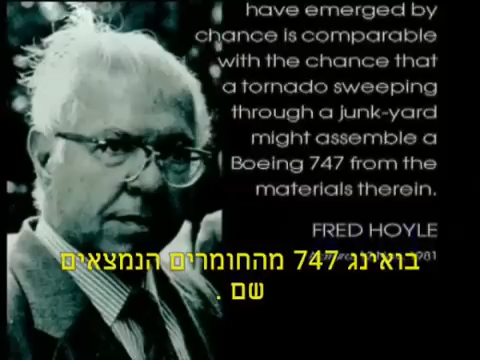 have emerged by
chance is comparable
with the chance that
a tornado sweeping
through a junk-yard
might assemble a
Boeing 747 from the
materials therein.
FRED HOYLE
1981
בואינג 747 מהחומרים הנמצאים
שם .